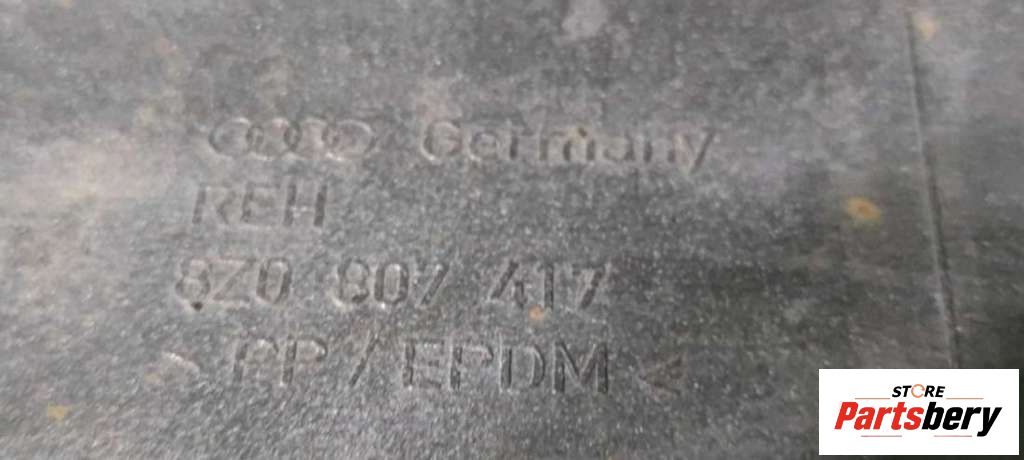 Germany
REH
8Z0 807 417
> PP / EPDM <
STORE
Partsbery